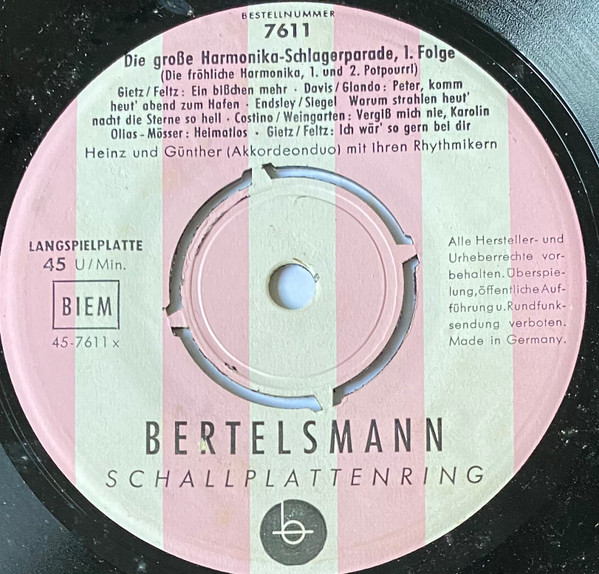 BESTELLNUMMER
7611
Die große Harmonika-Schlagerparade, 1. Folge
(Die fröhliche Harmonika, 1. und 2. Potpourri)
Gietz/Feltz: Ein bißchen mehr · Davis/Glando: Peter, komm
heut' abend zum Hafen · Endsley/Siegel Warum strahlen heut'
nacht die Sterne so hell · Costino/Weingarten: Vergiß mich nie, Karolin
Olias-Mösser: Heimatlos · Gietz/Feltz: Ich wär' so gern bei dir
Heinz und Günther (Akkordeonduo) mit Ihren Rhythmikern
LANGSPIELPLATTE
45 U/Min.
BIEM
45-7611 x
Alle Hersteller- und
Urheberrechte vor-
behalten. Überspie-
lung, öffentliche Auf-
führung u. Rundfunk-
sendung verboten.
Made in Germany.
BERTELSMANN
SCHALLPLATTENRING
b